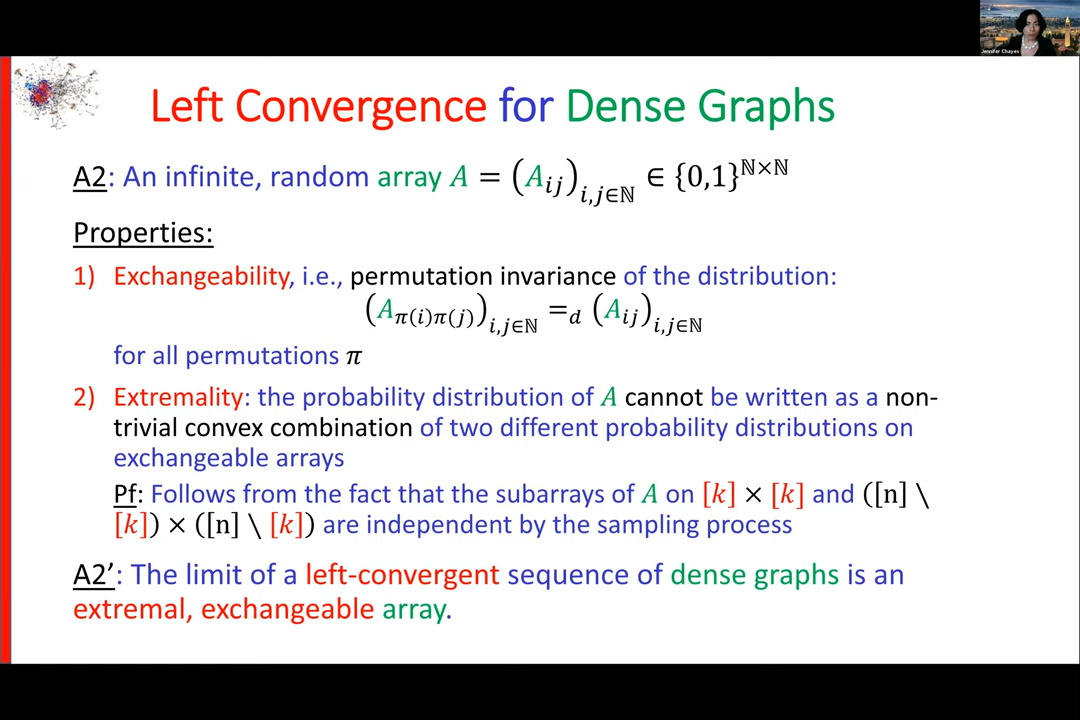 Jennifer Chayes
Left Convergence for Dense Graphs
A2: An infinite, random array A = (A_{ij})_{i,j∈ℕ} ∈ {0,1}^{ℕ×ℕ}
Properties:
1) Exchangeability, i.e., permutation invariance of the distribution:
(A_{π(i)π(j)})_{i,j∈ℕ} =_d (A_{ij})_{i,j∈ℕ}
for all permutations π
2) Extremality: the probability distribution of A cannot be written as a non-
trivial convex combination of two different probability distributions on
exchangeable arrays
Pf: Follows from the fact that the subarrays of A on [k] × [k] and ([n] \
[k]) × ([n] \ [k]) are independent by the sampling process
A2’: The limit of a left-convergent sequence of dense graphs is an
extremal, exchangeable array.